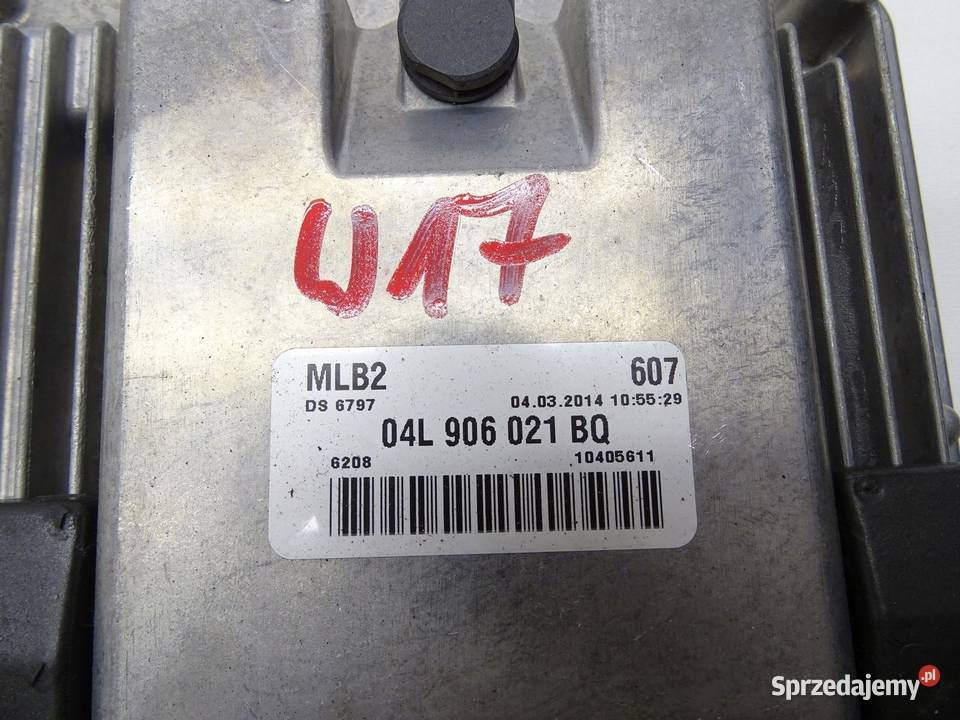 U17
MLB2 607
DS 6797 04.03.2014 10:55:29
04L 906 021 BQ
6208 10405611
Sprzedajemy.pl